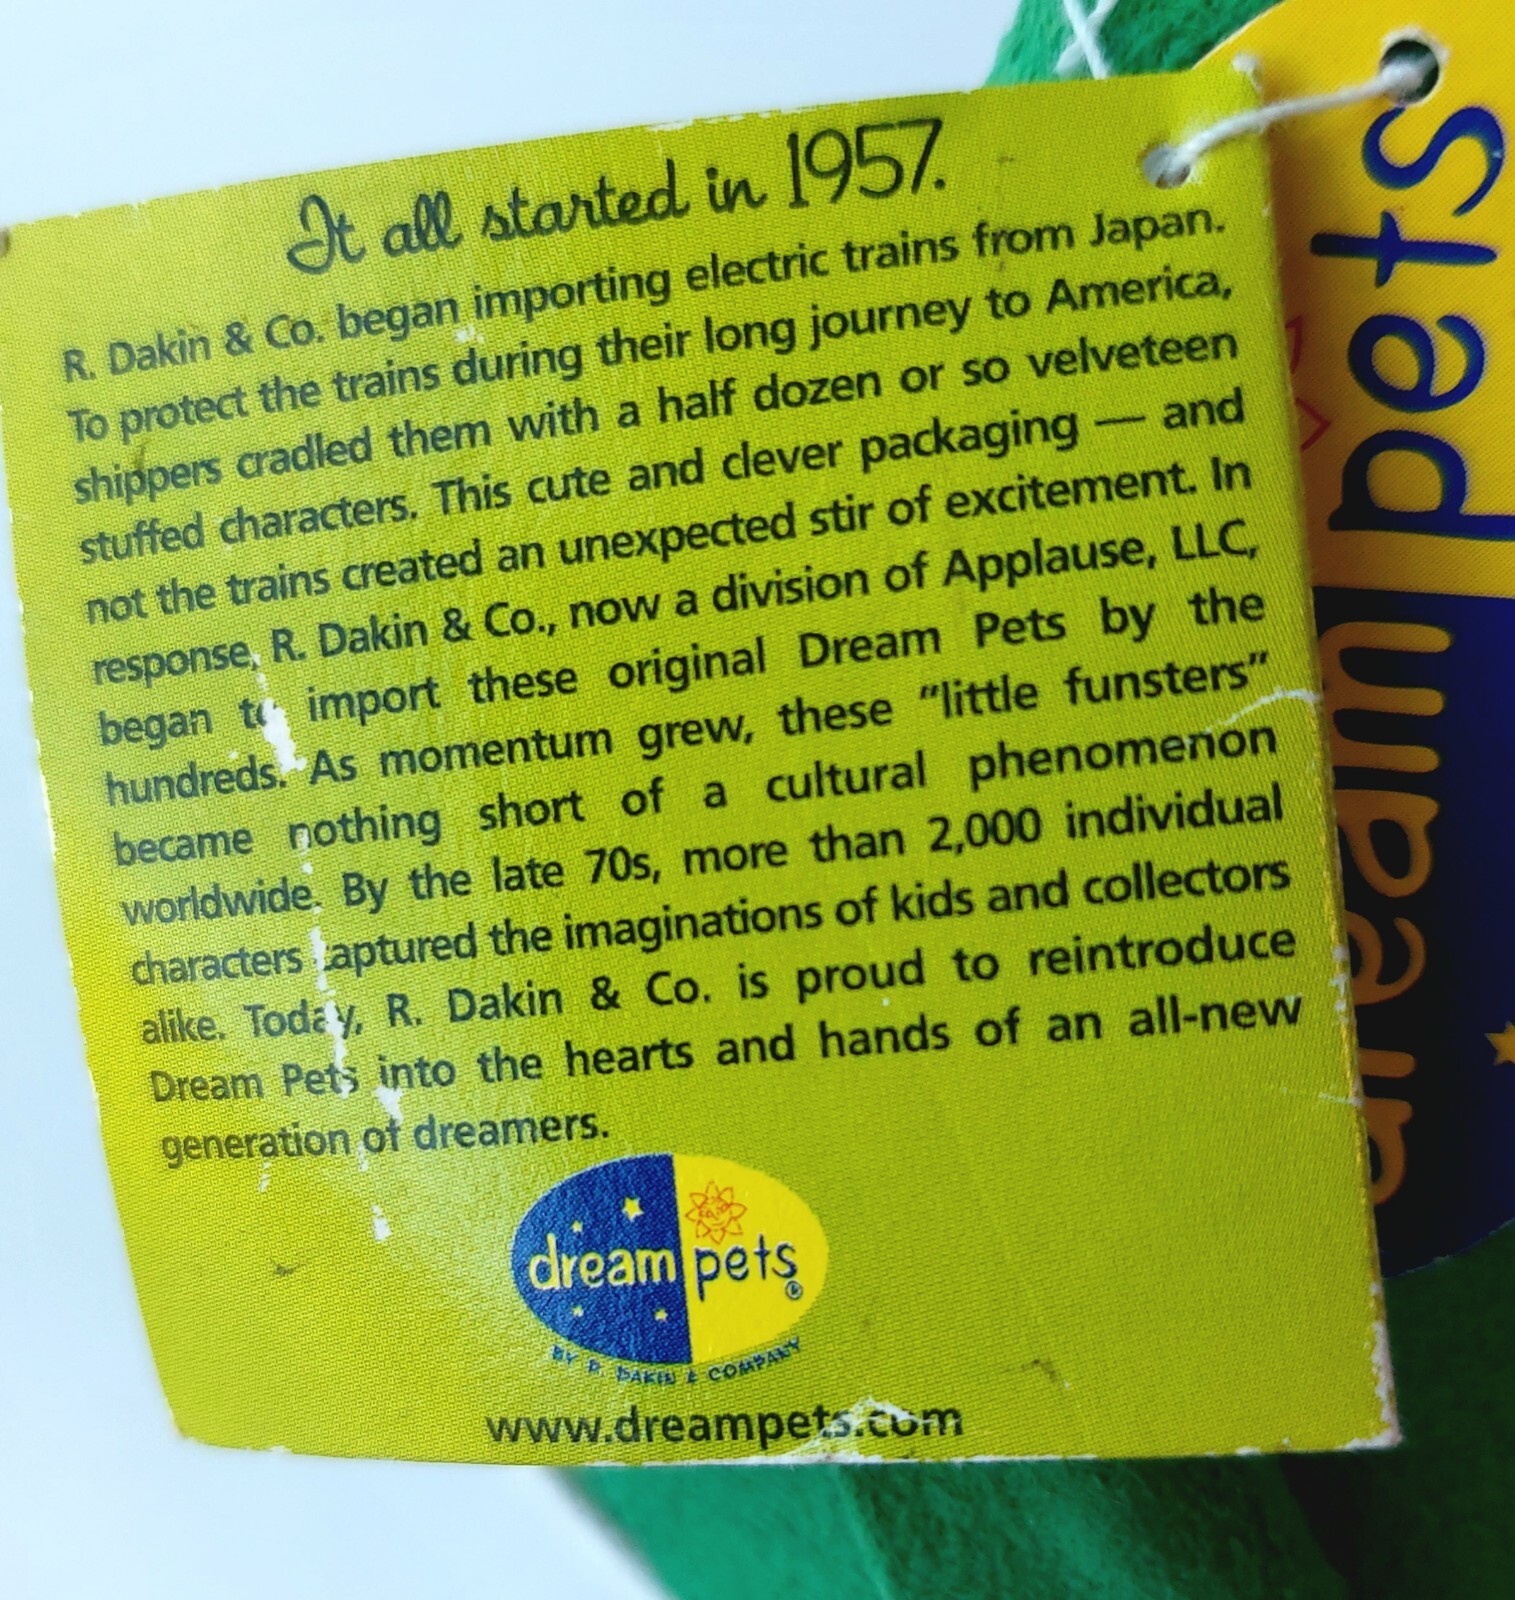 It all started in 1957.
R. Dakin & Co. began importing electric trains from Japan.
To protect the trains during their long journey to America,
shippers cradled them with a half dozen or so velveteen
stuffed characters. This cute and clever packaging — and
not the trains created an unexpected stir of excitement. In
response, R. Dakin & Co., now a division of Applause, LLC,
began to import these original Dream Pets by the
hundreds. As momentum grew, these “little funsters”
became nothing short of a cultural phenomenon
worldwide. By the late 70s, more than 2,000 individual
characters captured the imaginations of kids and collectors
alike. Today, R. Dakin & Co. is proud to reintroduce
Dream Pets into the hearts and hands of an all-new
generation of dreamers.
dream pets®
BY R. DAKIN & COMPANY
www.dreampets.com
dream pets